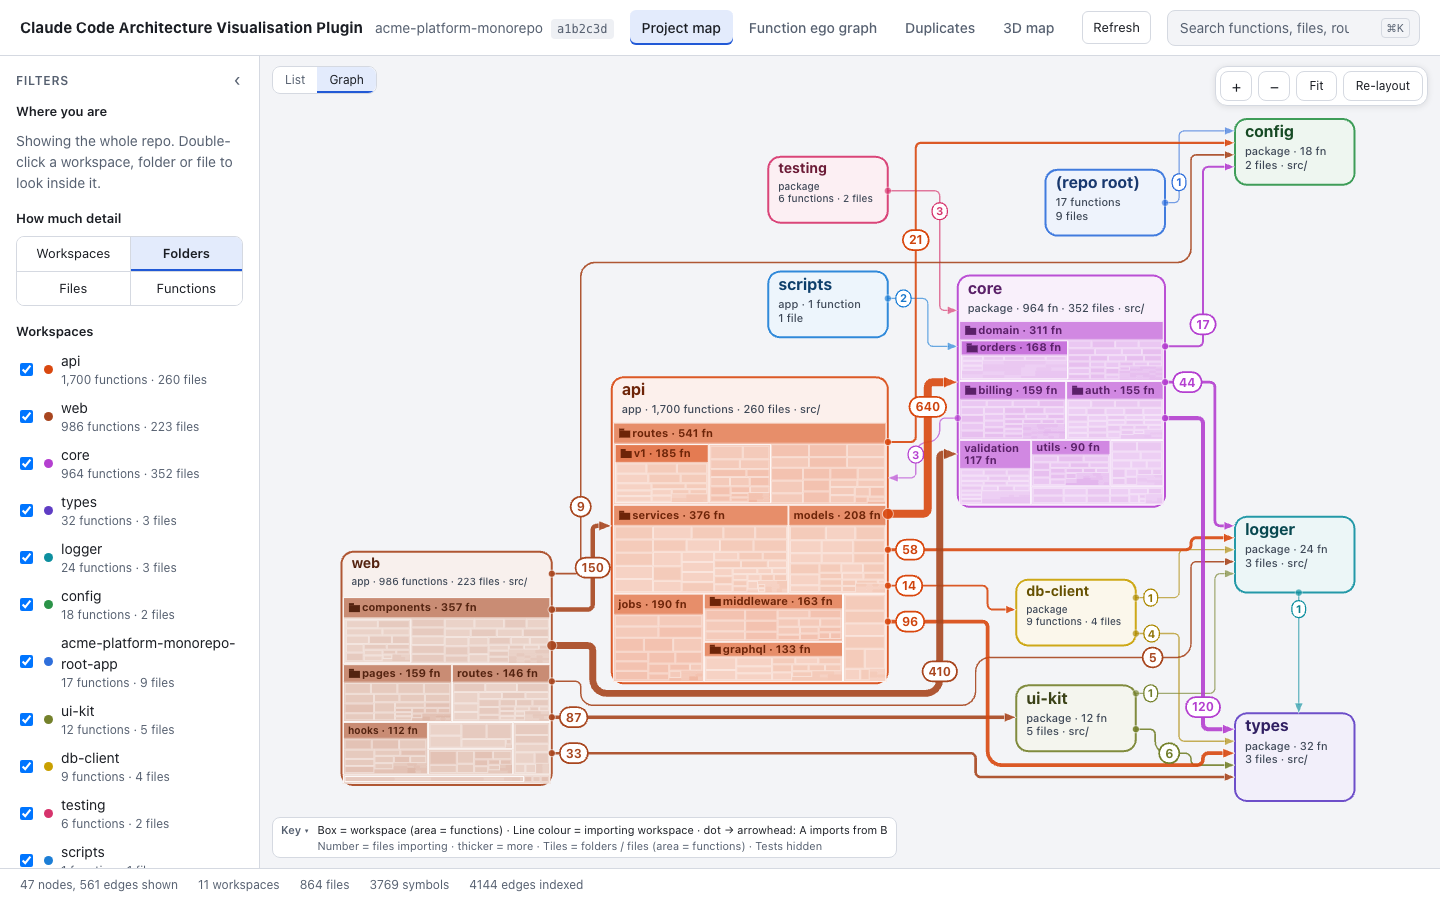 Claude Code Architecture Visualisation Plugin
acme-platform-monorepo
a1b2c3d
Project map
Function ego graph
Duplicates
3D map
Refresh
Search functions, files, rou
⌘K
FILTERS
Where you are
Showing the whole repo. Double-
click a workspace, folder or file to
look inside it.
How much detail
Workspaces
Folders
Files
Functions
Workspaces
api
1,700 functions · 260 files
web
986 functions · 223 files
core
964 functions · 352 files
types
32 functions · 3 files
logger
24 functions · 3 files
config
18 functions · 2 files
acme-platform-monorepo-
root-app
17 functions · 9 files
ui-kit
12 functions · 5 files
db-client
9 functions · 4 files
testing
6 functions · 2 files
scripts
List
Graph
+
−
Fit
Re-layout
config
package · 18 fn
2 files · src/
testing
package
6 functions · 2 files
(repo root)
17 functions
9 files
1
3
21
scripts
app · 1 function
1 file
2
core
package · 964 fn · 352 files · src/
domain · 311 fn
orders · 168 fn
billing · 159 fn
auth · 155 fn
validation
117 fn
utils · 90 fn
17
44
api
app · 1,700 functions · 260 files · src/
routes · 541 fn
v1 · 185 fn
services · 376 fn
models · 208 fn
jobs · 190 fn
middleware · 163 fn
graphql · 133 fn
640
3
9
150
58
14
96
410
web
app · 986 functions · 223 files · src/
components · 357 fn
pages · 159 fn
routes · 146 fn
hooks · 112 fn
87
33
logger
package · 24 fn
3 files · src/
1
db-client
package
9 functions · 4 files
1
4
5
ui-kit
package · 12 fn
5 files · src/
1
6
120
types
package · 32 fn
3 files · src/
Key ▾
Box = workspace (area = functions) · Line colour = importing workspace · dot → arrowhead: A imports from B
Number = files importing · thicker = more · Tiles = folders / files (area = functions) · Tests hidden
47 nodes, 561 edges shown
11 workspaces
864 files
3769 symbols
4144 edges indexed